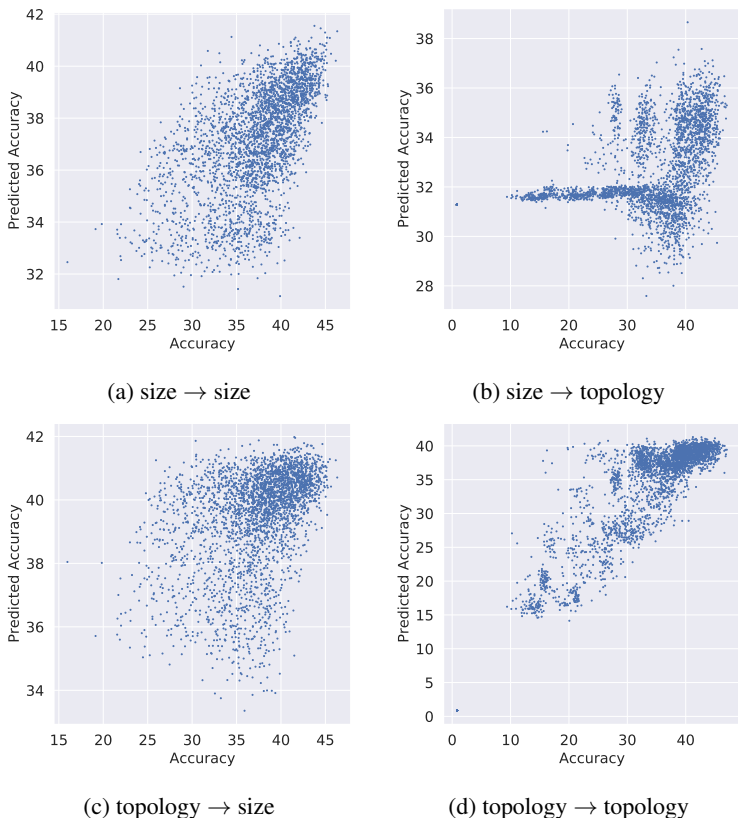 42
40
38
36
34
32
Predicted Accuracy
15 20 25 30 35 40 45
Accuracy
(a) size → size
38
36
34
32
30
28
Predicted Accuracy
0 10 20 30 40
Accuracy
(b) size → topology
42
40
38
36
34
Predicted Accuracy
15 20 25 30 35 40 45
Accuracy
(c) topology → size
40
35
30
25
20
15
10
5
0
Predicted Accuracy
0 10 20 30 40
Accuracy
(d) topology → topology